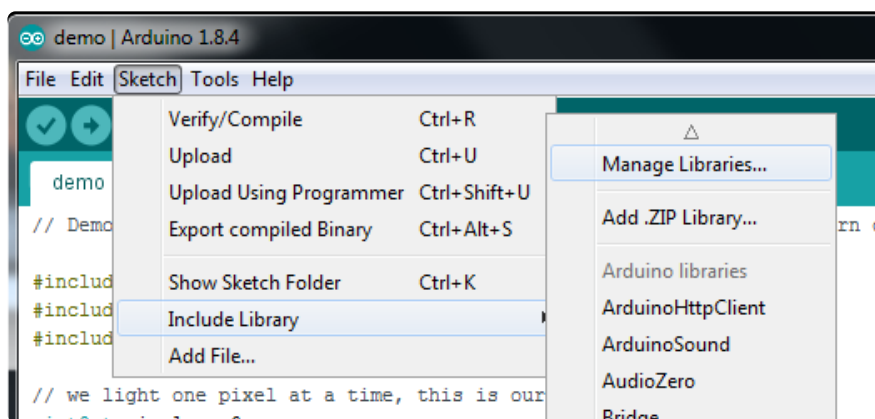 demo | Arduino 1.8.4
File Edit Sketch Tools Help
Verify/Compile Ctrl+R
Upload Ctrl+U
Upload Using Programmer Ctrl+Shift+U
Export compiled Binary Ctrl+Alt+S
Show Sketch Folder Ctrl+K
Include Library
Add File...
Manage Libraries...
Add .ZIP Library...
Arduino libraries
ArduinoHttpClient
ArduinoSound
AudioZero
Bridge
demo
// Demo
rn
#includ
#includ
#includ
// we light one pixel at a time, this is our